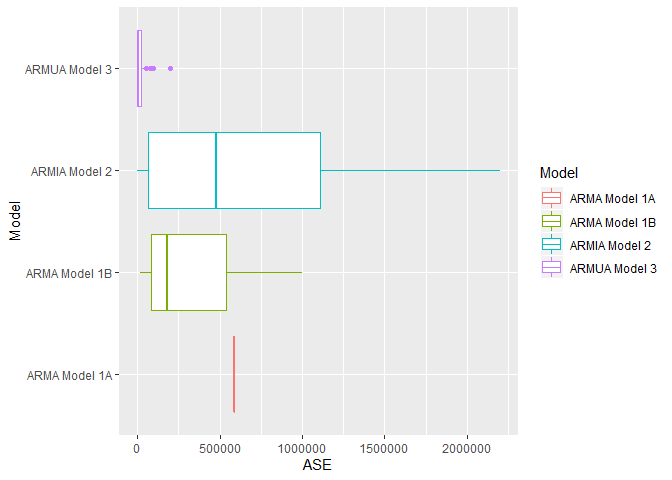 ARMUA Model 3
ARMIA Model 2
ARMA Model 1B
ARMA Model 1A
Model
0
500000
1000000
1500000
2000000
ASE
Model
ARMA Model 1A
ARMA Model 1B
ARMIA Model 2
ARMUA Model 3